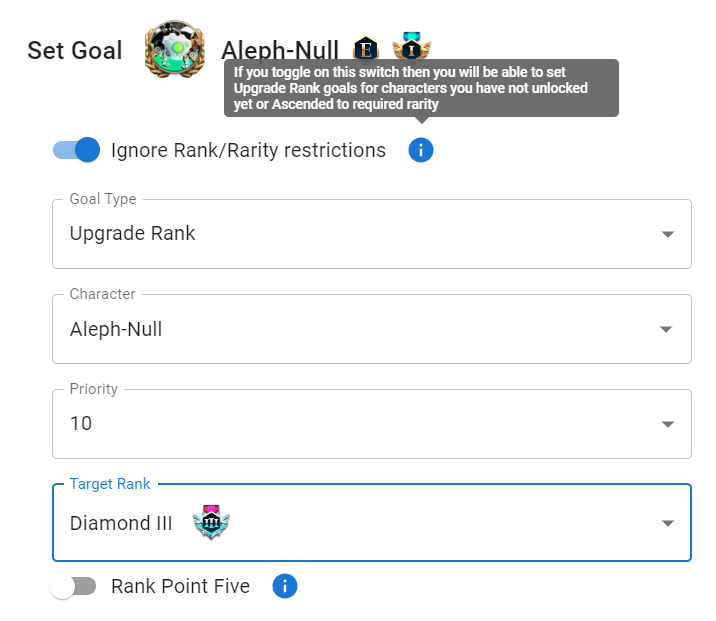 Set Goal Aleph-Null E I
If you toggle on this switch then you will be able to set
Upgrade Rank goals for characters you have not unlocked
yet or Ascended to required rarity
Ignore Rank/Rarity restrictions i
Goal Type
Upgrade Rank
Character
Aleph-Null
Priority
10
Target Rank
Diamond III III
Rank Point Five i